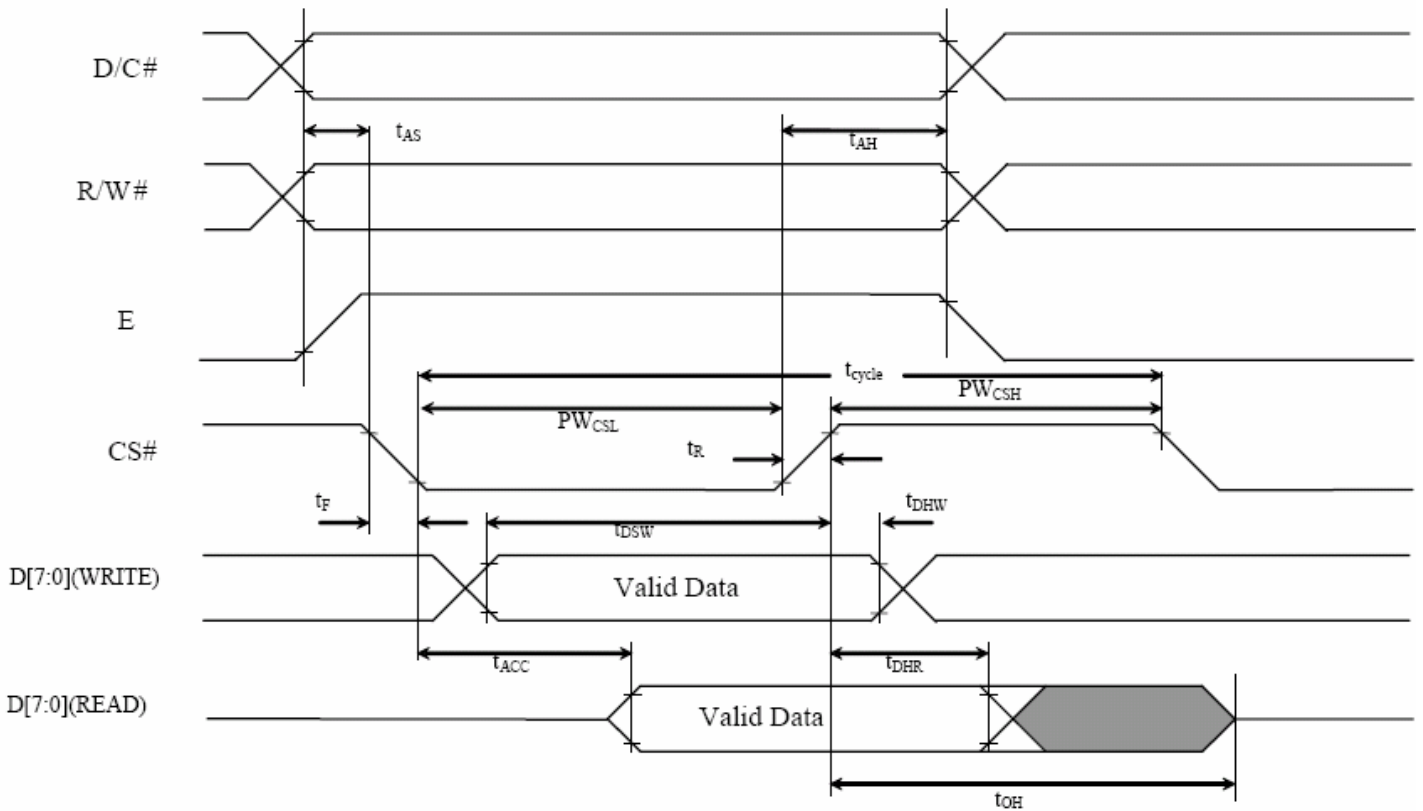 D/C#
tAS
tAH
R/W#
E
tcycle
PWCSH
PWCSL
CS#
tR
tF
tDSW
tDHW
D[7:0](WRITE)
Valid Data
tACC
tDHR
D[7:0](READ)
Valid Data
tOH